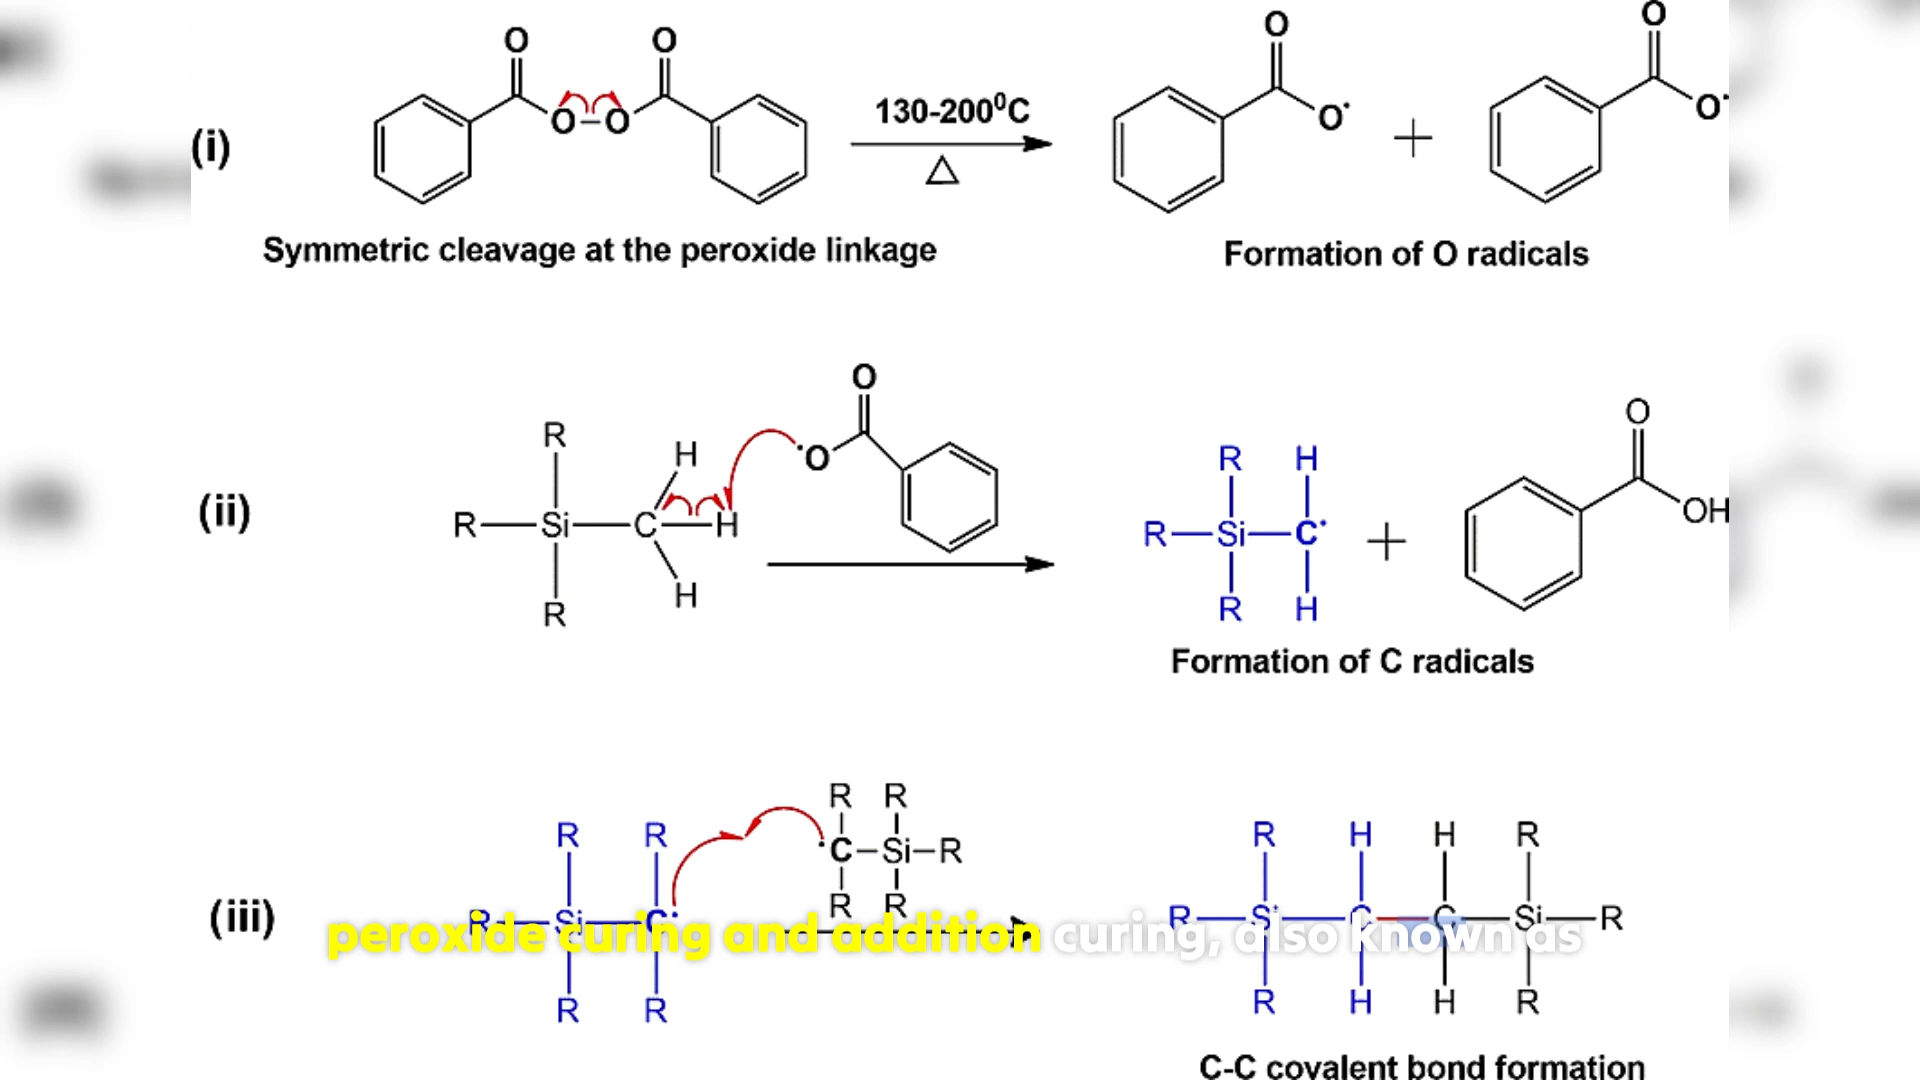 O O O O
(i) O–O 130-200⁰C O· + O·
△
Symmetric cleavage at the peroxide linkage Formation of O radicals
O O
R H ·O R H
(ii) R Si C H R Si C· + OH
R H R H
Formation of C radicals
R R
R R ·C Si R R H H R
R R
(iii) R Si C· R Si C C Si R
peroxide curing and addition curing, also known as
R R R H H R
C-C covalent bond formation